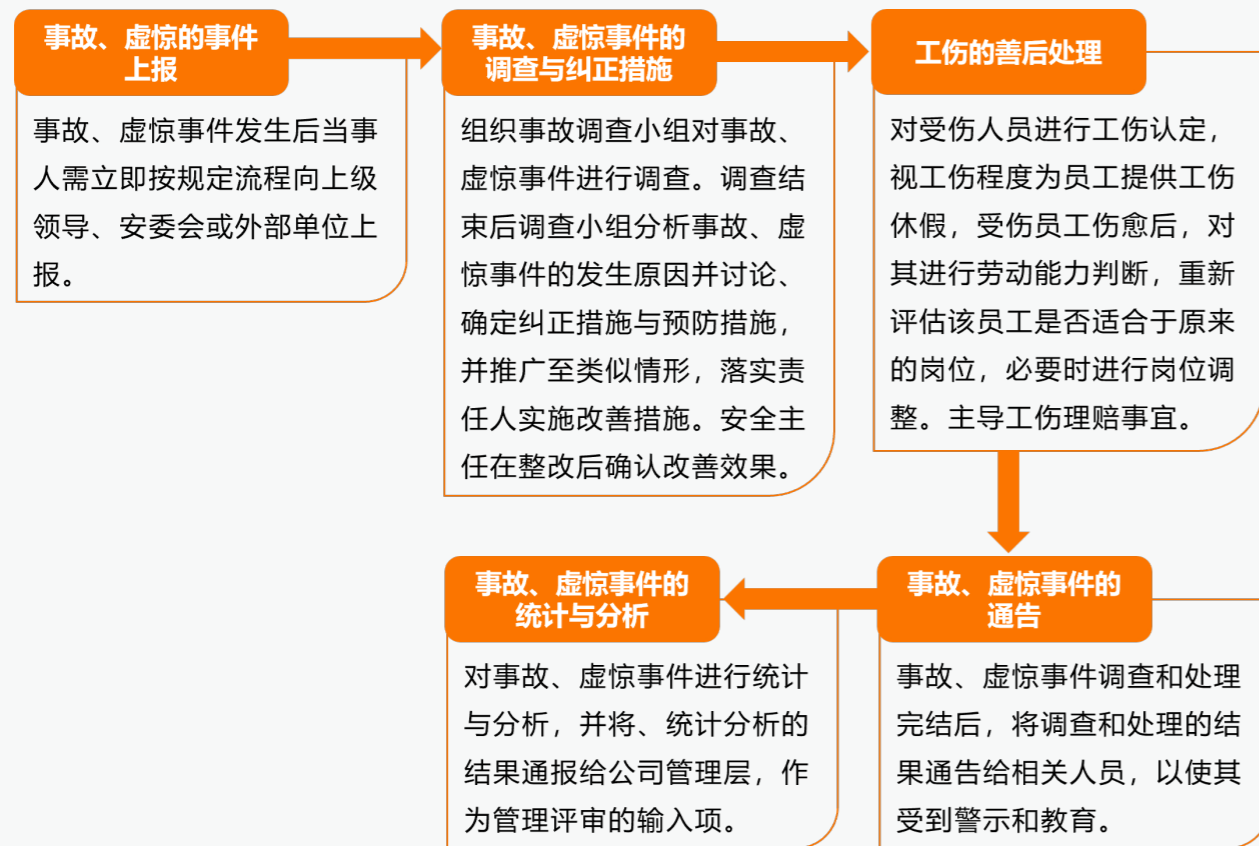 事故、虚惊的事件
上报
事故、虚惊事件发生后当事
人需立即按规定流程向上级
领导、安委会或外部单位上
报。
事故、虚惊事件的
调查与纠正措施
组织事故调查小组对事故、
虚惊事件进行调查。调查结
束后调查小组分析事故、虚
惊事件的发生原因并讨论、
确定纠正措施与预防措施，
并推广至类似情形，落实责
任人实施改善措施。安全主
任在整改后确认改善效果。
工伤的善后处理
对受伤人员进行工伤认定，
视工伤程度为员工提供工伤
休假，受伤员工伤愈后，对
其进行劳动能力判断，重新
评估该员工是否适合于原来
的岗位，必要时进行岗位调
整。主导工伤理赔事宜。
事故、虚惊事件的
通告
事故、虚惊事件调查和处理
完结后，将调查和处理的结
果通告给相关人员，以使其
受到警示和教育。
事故、虚惊事件的
统计与分析
对事故、虚惊事件进行统计
与分析，并将、统计分析的
结果通报给公司管理层，作
为管理评审的输入项。